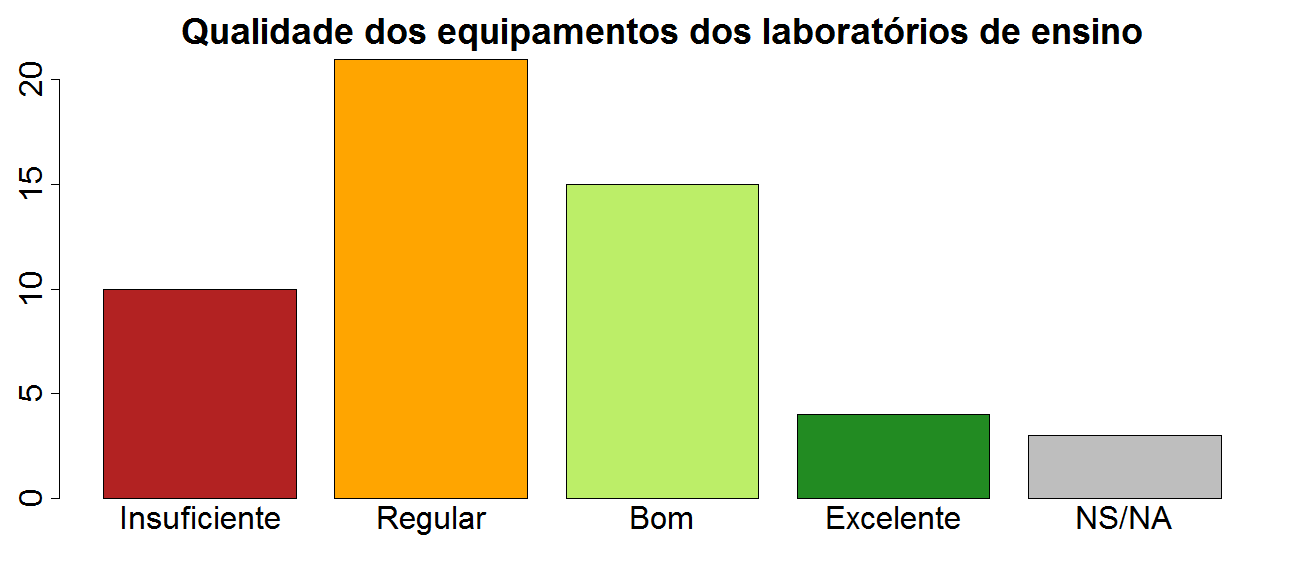 Qualidade dos equipamentos dos laboratórios de ensino
20
15
10
5
0
Insuficiente Regular Bom Excelente NS/NA